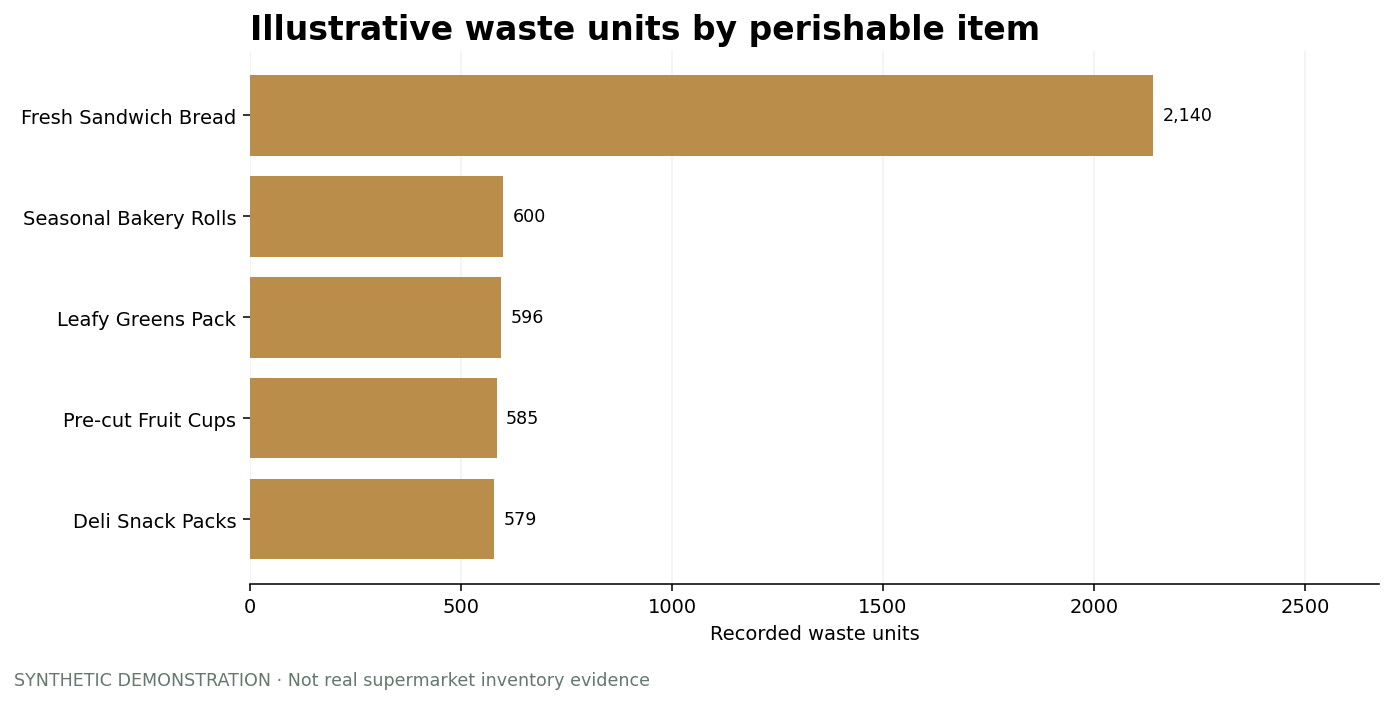 Illustrative waste units by perishable item
Fresh Sandwich Bread 2,140
Seasonal Bakery Rolls 600
Leafy Greens Pack 596
Pre-cut Fruit Cups 585
Deli Snack Packs 579
0 500 1000 1500 2000 2500
Recorded waste units
SYNTHETIC DEMONSTRATION · Not real supermarket inventory evidence